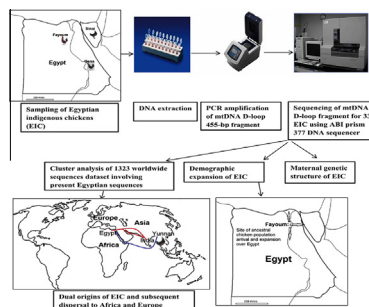 Fayoum
Sinai
Egypt
Sampling of Egyptian
indigenous chickens
(EIC)
DNA extraction
PCR amplification
of mtDNA D-loop
455-bp fragment
Sequencing of mtDNA
D-loop fragment for
EIC using ABI prism
377 DNA sequencer
Cluster analysis of 1323 worldwide
sequences dataset involving
present Egyptian sequences
Demographic
expansion of EIC
Maternal genetic
structure of EIC
Europe
Asia
Egypt
Yunnan
India
Africa
Dual origins of EIC and subsequent
dispersal to Africa and Europe
Fayoum
Site of ancestral
chicken population
arrival and expansion
over Egypt
Egypt